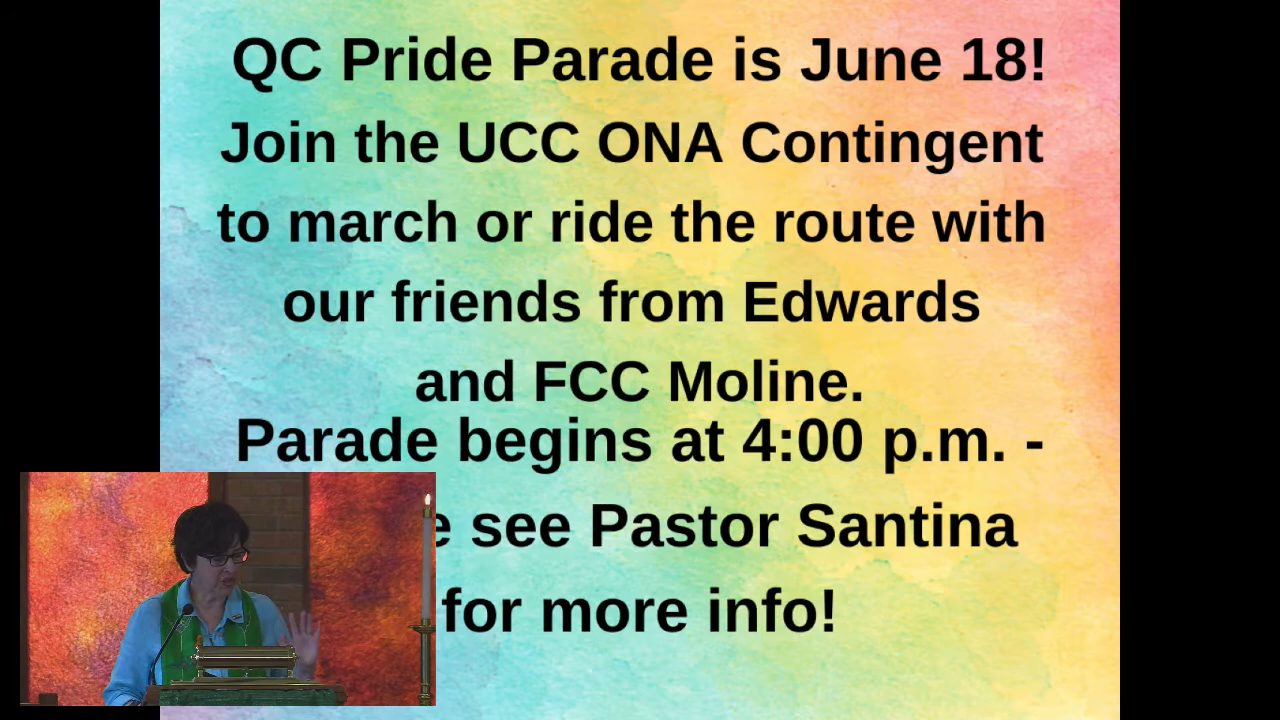 QC Pride Parade is June 18!
Join the UCC ONA Contingent
to march or ride the route with
our friends from Edwards
and FCC Moline.
Parade begins at 4:00 p.m. -
see Pastor Santina
for more info!